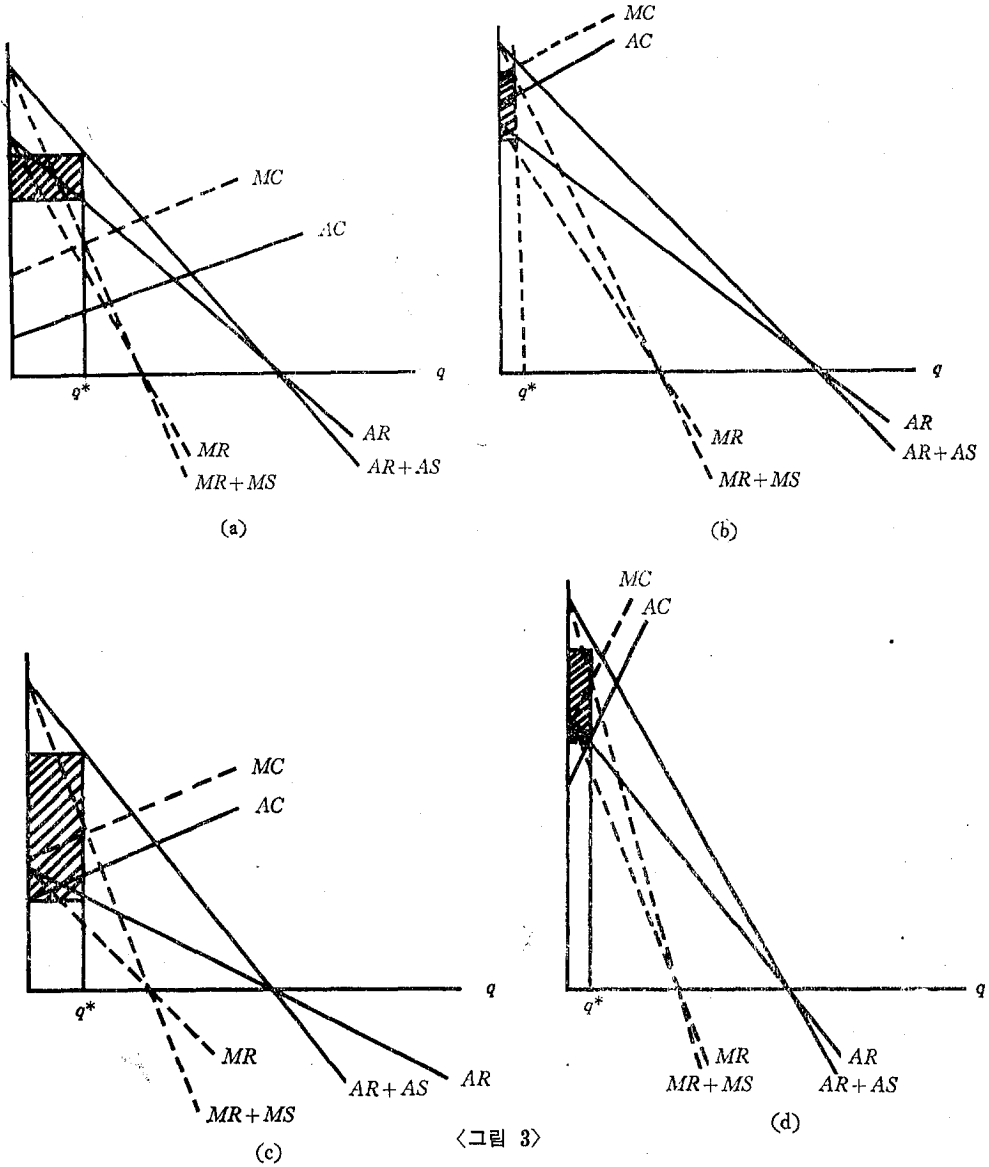 MC
AC
q
q*
MR
MR+MS
AR
AR+AS
(a)
MC
AC
q
q*
MR
MR+MS
AR
AR+AS
(b)
MC
AC
q
q*
MR
MR+MS
AR+AS
AR
(c)
MC
AC
q
q*
MR
MR+MS
AR
AR+AS
(d)
〈그림 3〉